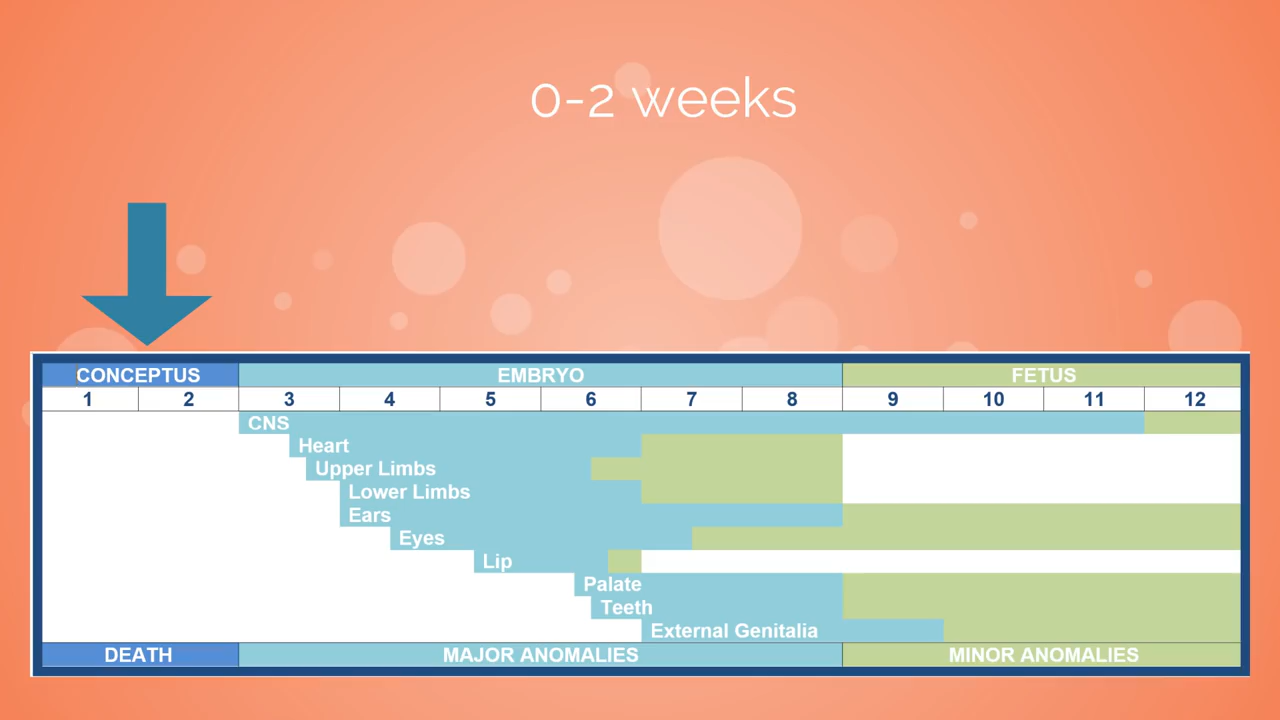 0-2 weeks
CONCEPTUS EMBRYO FETUS
1 2 3 4 5 6 7 8 9 10 11 12
CNS
Heart
Upper Limbs
Lower Limbs
Ears
Eyes
Lip
Palate
Teeth
External Genitalia
DEATH MAJOR ANOMALIES MINOR ANOMALIES